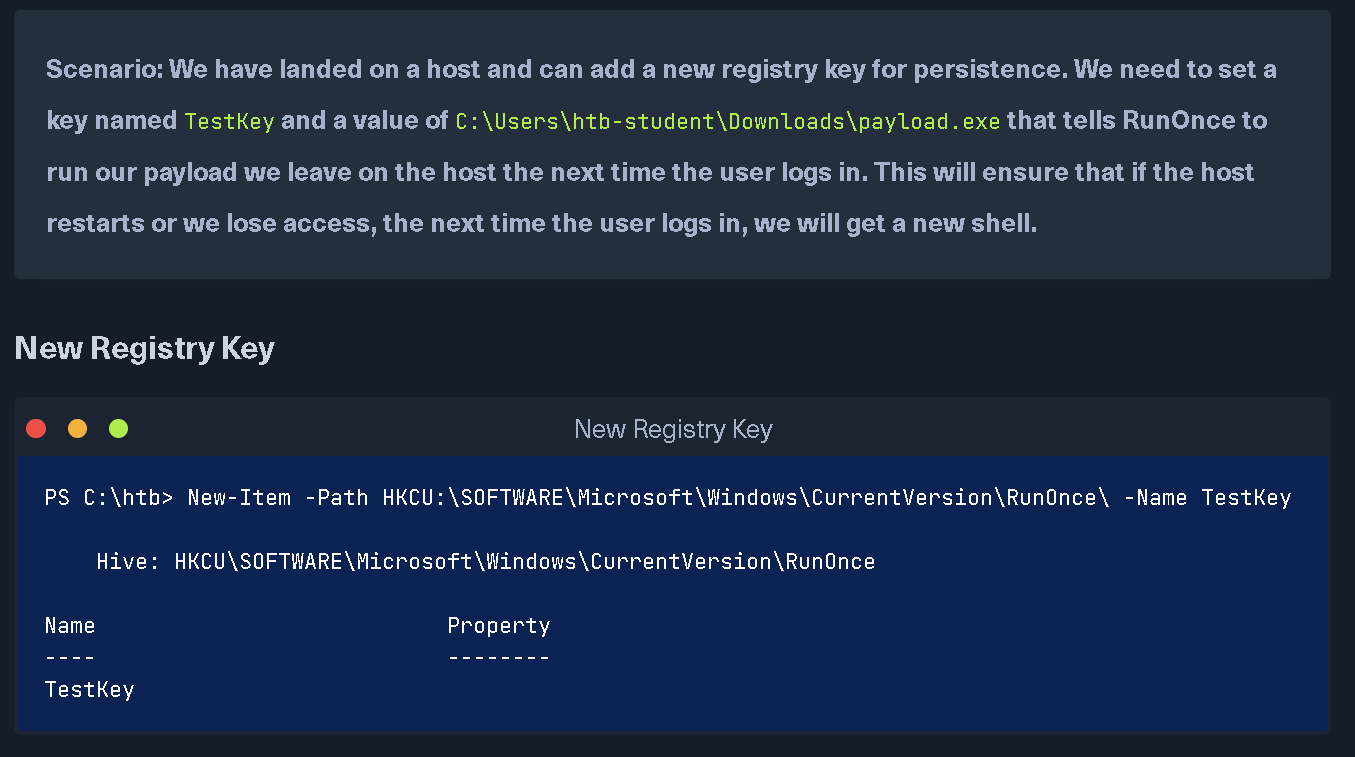 Scenario: We have landed on a host and can add a new registry key for persistence. We need to set a
key named TestKey and a value of C:\Users\htb-student\Downloads\payload.exe that tells RunOnce to
run our payload we leave on the host the next time the user logs in. This will ensure that if the host
restarts or we lose access, the next time the user logs in, we will get a new shell.
New Registry Key
New Registry Key
PS C:\htb> New-Item -Path HKCU:\SOFTWARE\Microsoft\Windows\CurrentVersion\RunOnce\ -Name TestKey
Hive: HKCU\SOFTWARE\Microsoft\Windows\CurrentVersion\RunOnce
Name Property
---- --------
TestKey